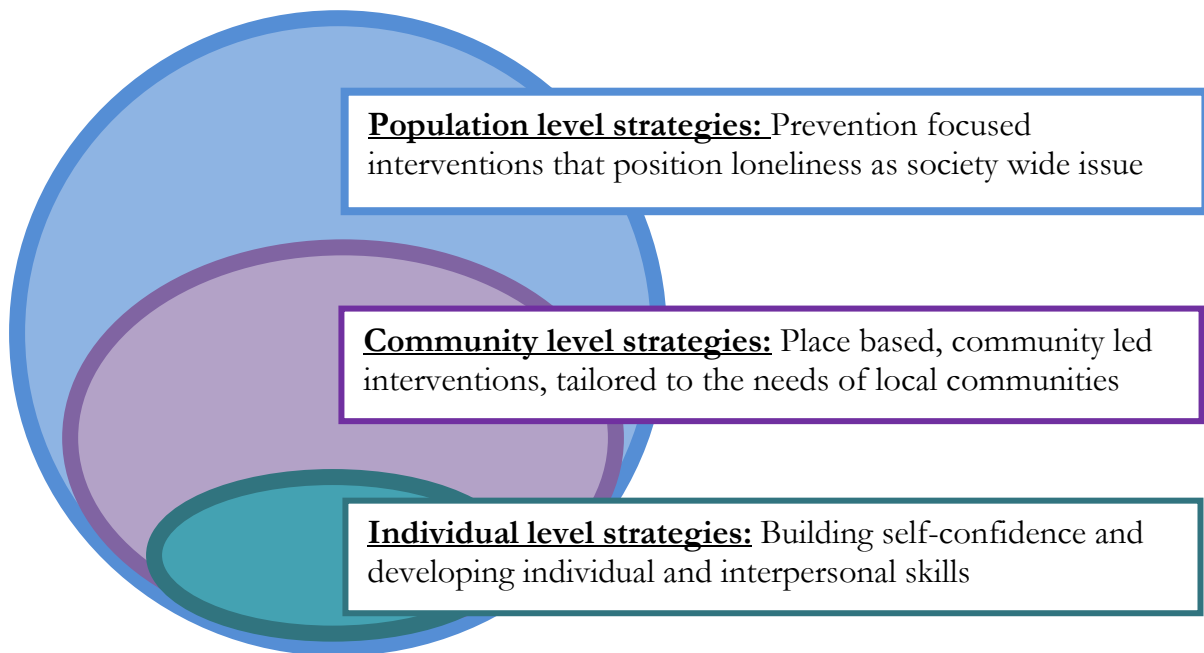 Population level strategies: Prevention focused
interventions that position loneliness as society wide issue
Community level strategies: Place based, community led
interventions, tailored to the needs of local communities
Individual level strategies: Building self-confidence and
developing individual and interpersonal skills